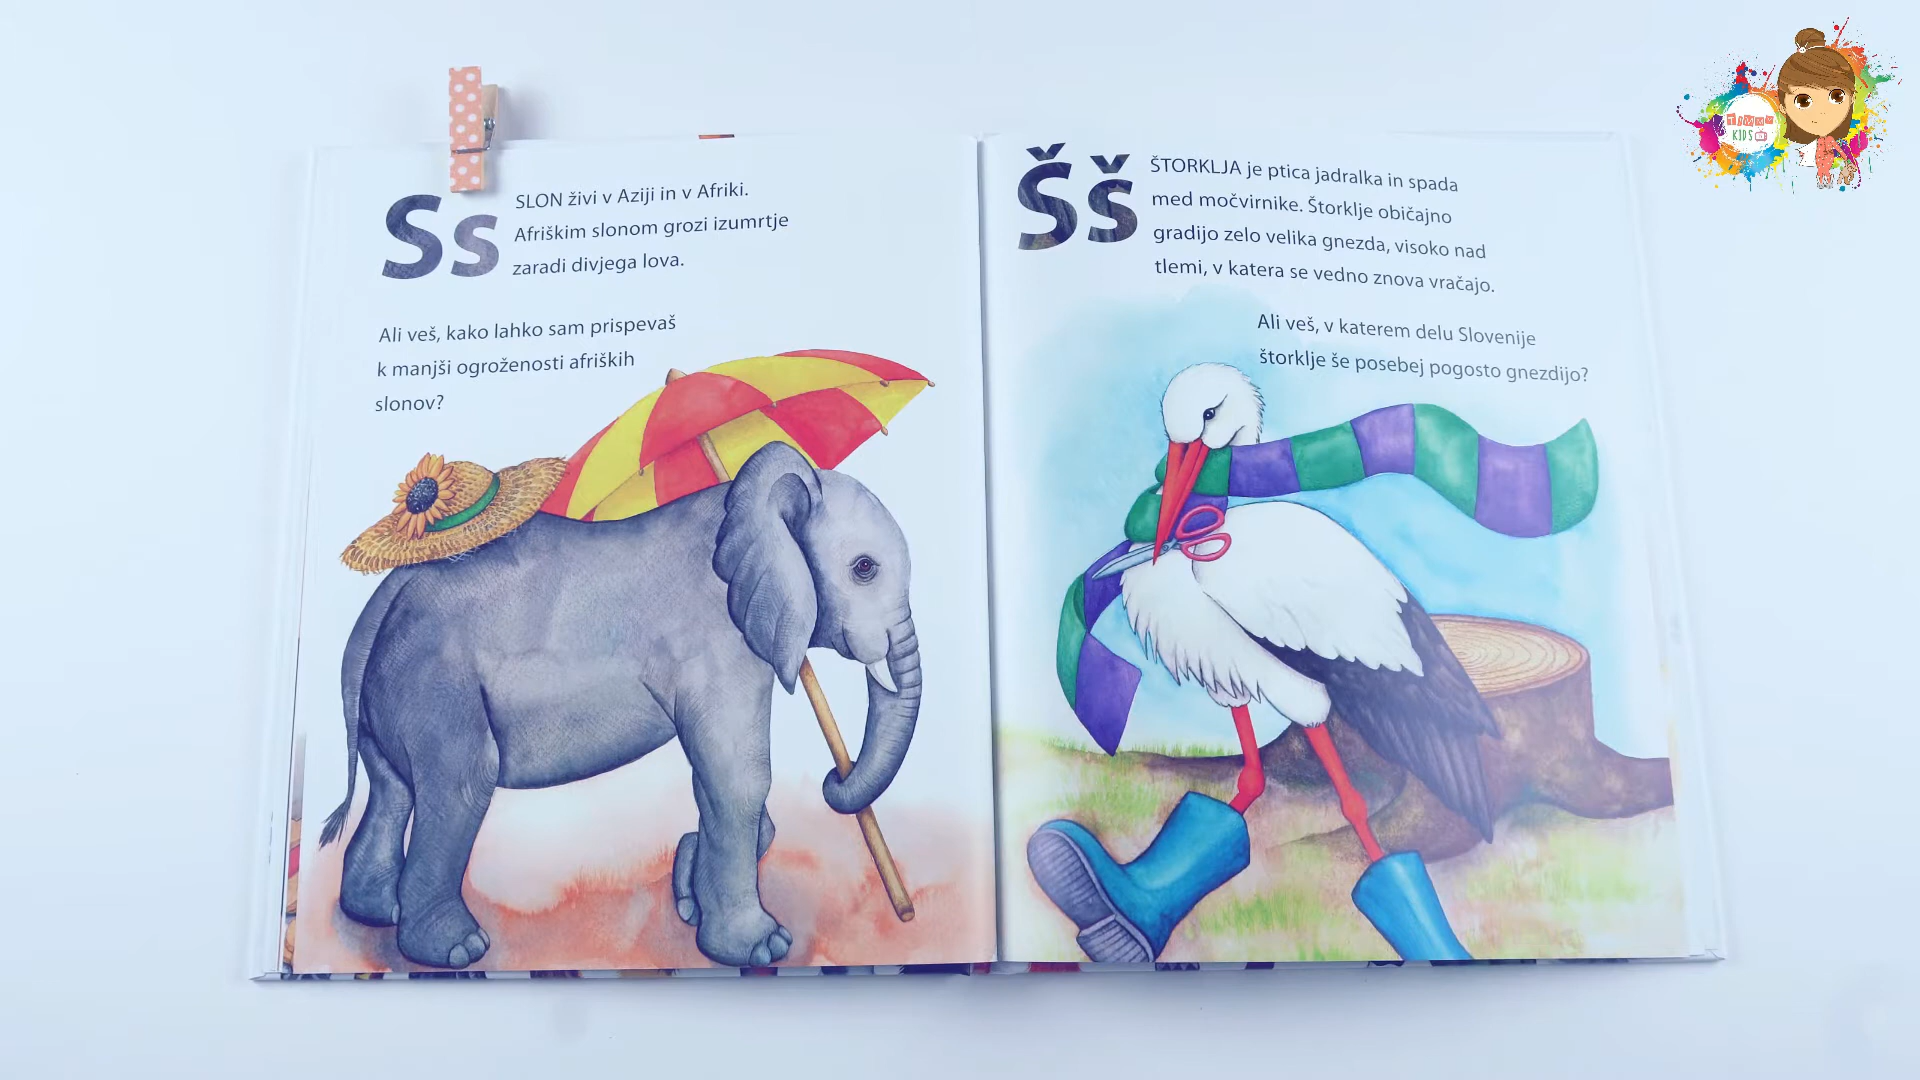 Ss
SLON živi v Aziji in v Afriki.
Afriškim slonom grozi izumrtje
zaradi divjega lova.
Ali veš, kako lahko sam prispevaš
k manjši ogroženosti afriških
slonov?
Šš
ŠTORKLJA je ptica jadralka in spada
med močvirnike. Štorklje običajno
gradijo zelo velika gnezda, visoko nad
tlemi, v katera se vedno znova vračajo.
Ali veš, v katerem delu Slovenije
štorklje še posebej pogosto gnezdijo?
KIDS